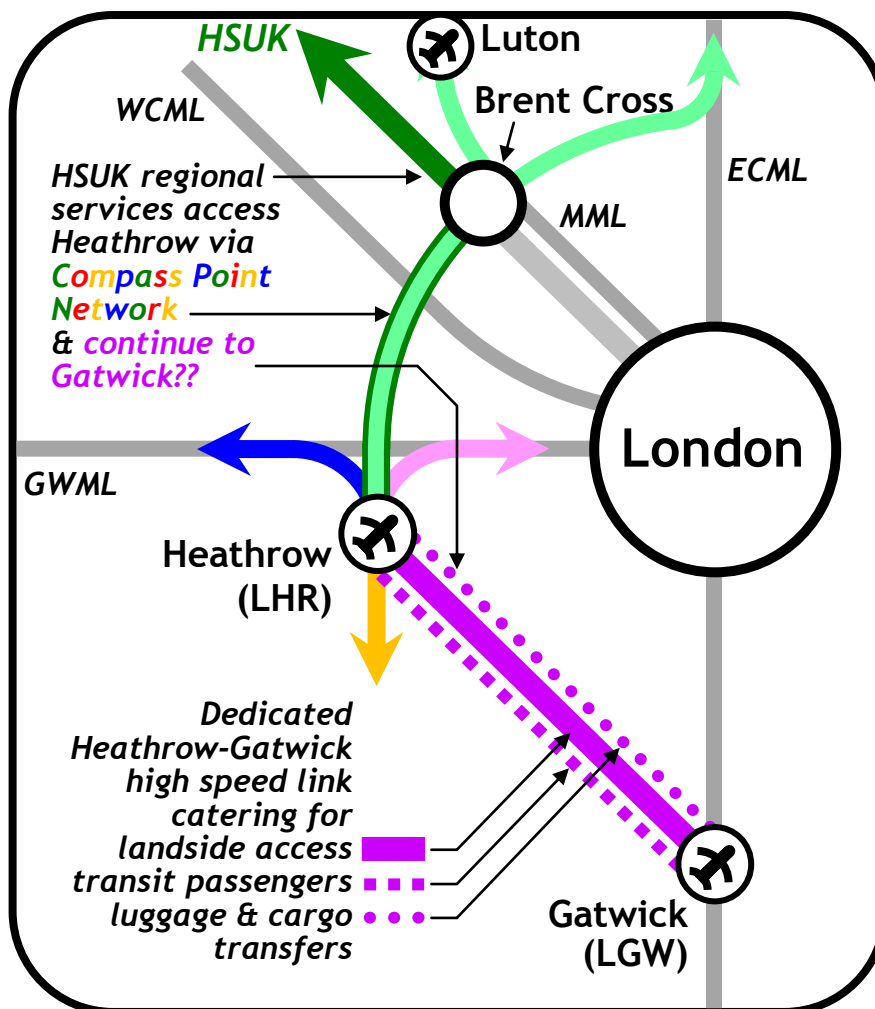 HSUK
Luton
WCML
Brent Cross
ECML
MML
HSUK regional
services access
Heathrow via
Compass Point
Network
& continue to
Gatwick??
London
GWML
Heathrow
(LHR)
Dedicated
Heathrow-Gatwick
high speed link
catering for
landside access
transit passengers
luggage & cargo
transfers
Gatwick
(LGW)